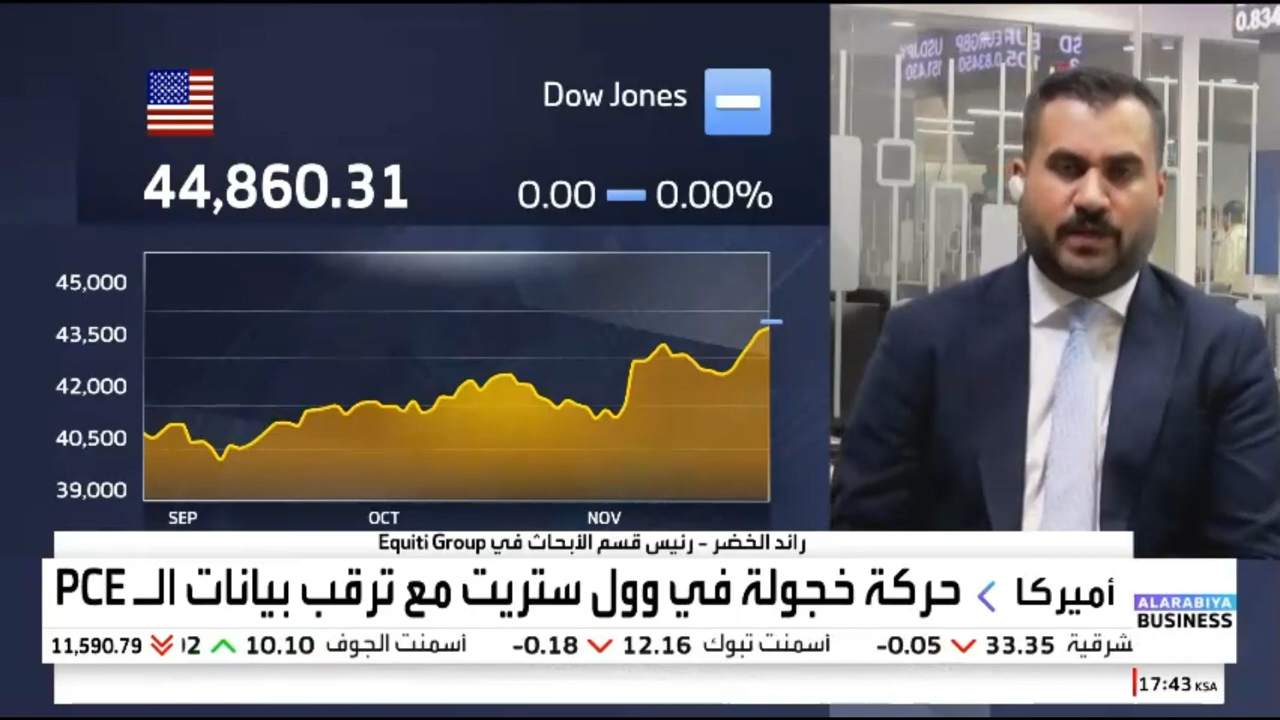 Dow Jones
44,860.31
0.00 0.00%
45,000
43,500
42,000
40,500
39,000
SEP OCT NOV
0.834
رائد الخضر - رئيس قسم الأبحاث في Equiti Group
أميركا > حركة خجولة في وول ستريت مع ترقب بيانات الـ PCE
ALARABIYA
BUSINESS
شرقية 33.35 -0.05 أسمنت تبوك 12.16 -0.18 أسمنت الجوف 10.10 11,590.79
17:43 KSA